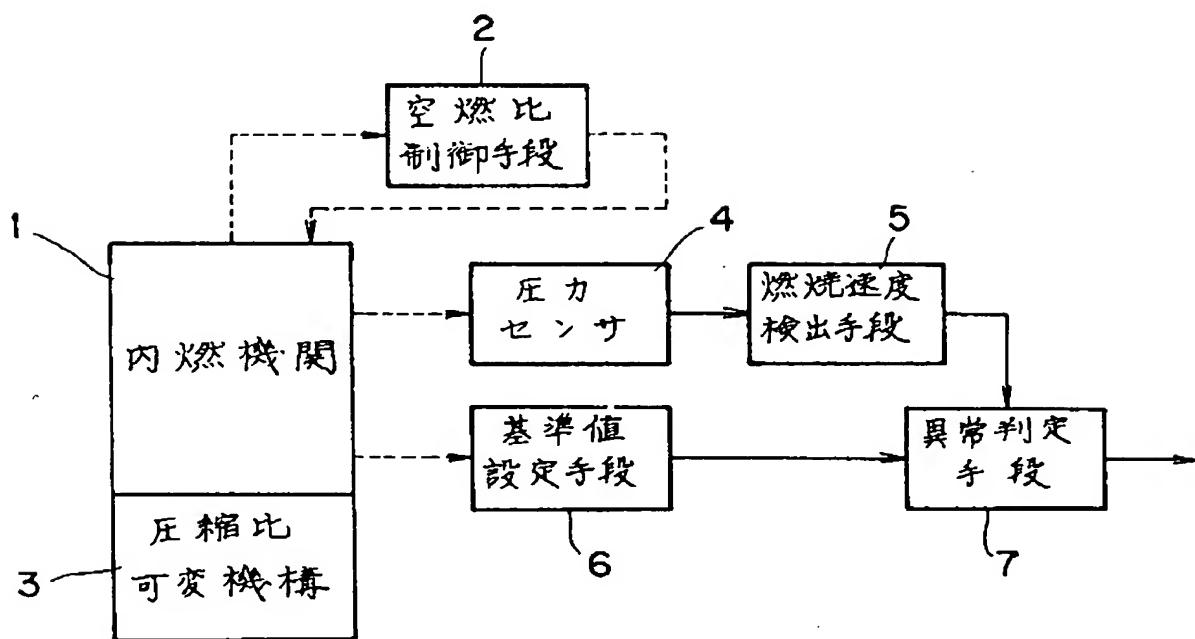 2
空燃比
制御手段
1
4
5
圧力
センサ
燃焼速度
検出手段
内燃機関
基準値
設定手段
異常判定
手段
圧縮比
可変機構
3
6
7